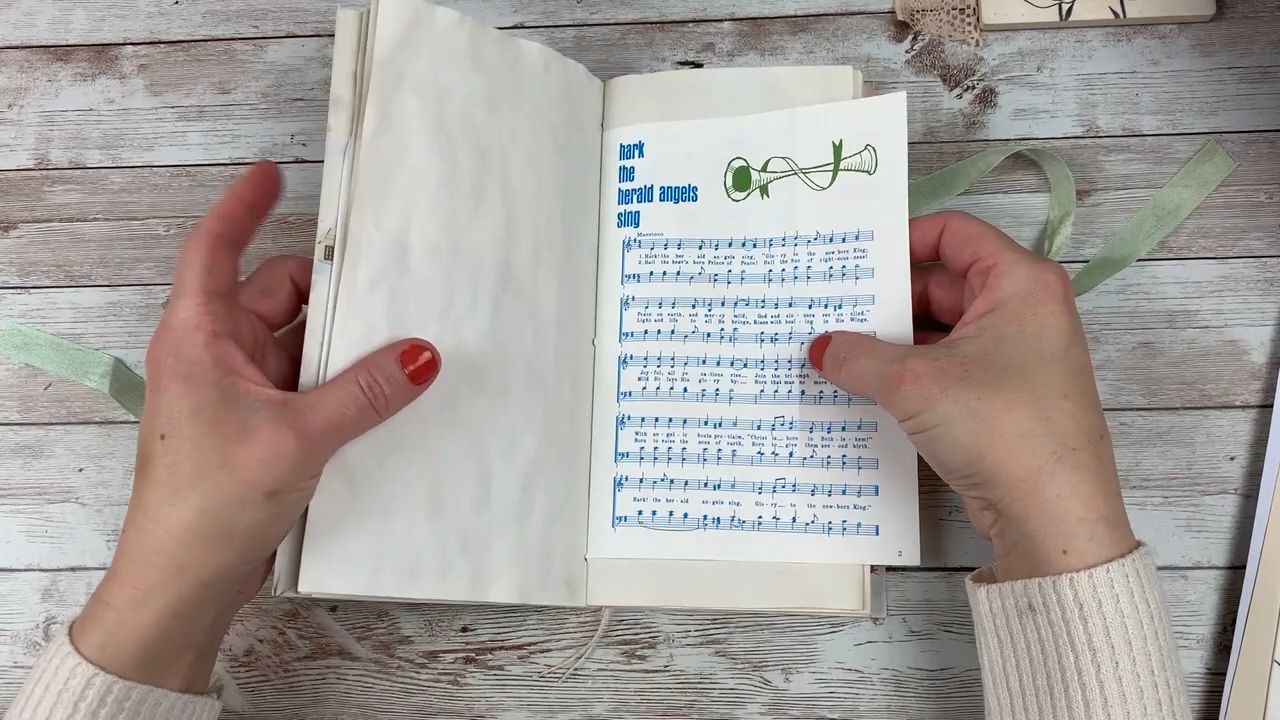 hark
the
herald angels
sing
Maestoso
1. Hark! the her - ald an-gels sing, "Glo - ry to the new born King;
2. Hail the heav'n born Prince of Peace! Hail the Sun of right-eous-ness!
Peace on earth, and mer-cy mild; God and sin - ners rec - on - ciled."
Light and life to all He brings, Risen with heal - ing in His Wings.
Joy-ful, all ye na-tions rise, Join the tri-umph
Mild He lays His glo - ry by, Born that man no more
With an-gel-ic hosts pro-claim, "Christ is born in Beth-le-hem!"
Born to raise the sons of earth, Born to give them sec-ond birth.
Hark! the her-ald an-gels sing, Glo-ry to the new-born King."
2